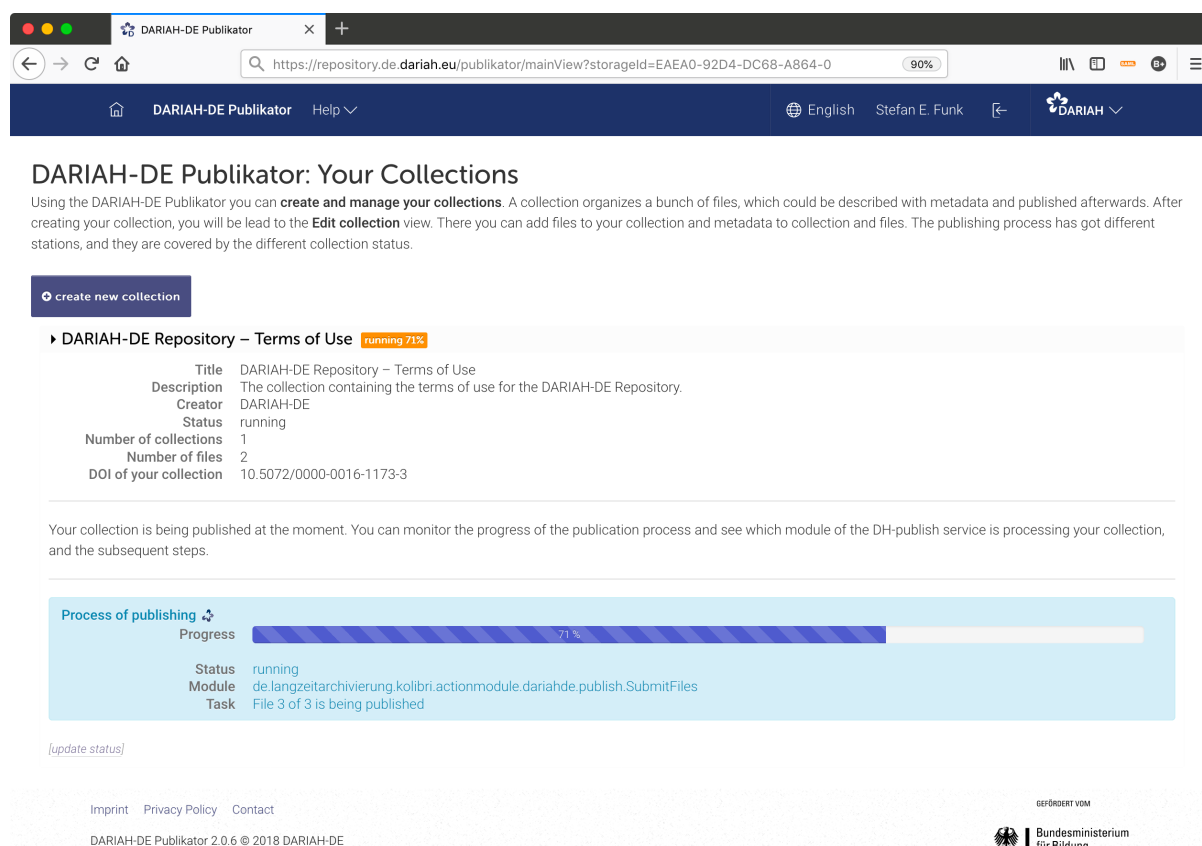 DARIAH-DE Publikator
https://repository.de.dariah.eu/publikator/mainView?storageId=EAEA0-92D4-DC68-A864-0 90%
DARIAH-DE Publikator Help English Stefan E. Funk DARIAH
DARIAH-DE Publikator: Your Collections
Using the DARIAH-DE Publikator you can create and manage your collections. A collection organizes a bunch of files, which could be described with metadata and published afterwards. After
creating your collection, you will be lead to the Edit collection view. There you can add files to your collection and metadata to collection and files. The publishing process has got different
stations, and they are covered by the different collection status.
create new collection
DARIAH-DE Repository – Terms of Use running 71%
Title DARIAH-DE Repository – Terms of Use
Description The collection containing the terms of use for the DARIAH-DE Repository.
Creator DARIAH-DE
Status running
Number of collections 1
Number of files 2
DOI of your collection 10.5072/0000-0016-1173-3
Your collection is being published at the moment. You can monitor the progress of the publication process and see which module of the DH-publish service is processing your collection,
and the subsequent steps.
Process of publishing
Progress 71 %
Status running
Module de.langzeitarchivierung.kolibri.actionmodule.dariahde.publish.SubmitFiles
Task File 3 of 3 is being published
[update status]
Imprint Privacy Policy Contact
GEFÖRDERT VOM
DARIAH-DE Publikator 2.0.6 © 2018 DARIAH-DE
Bundesministerium
für Bildung